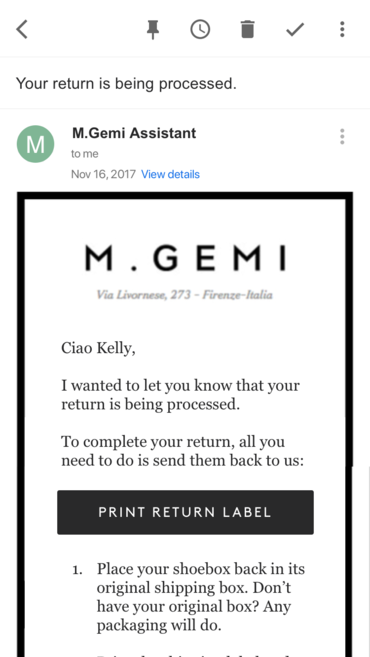 Your return is being processed.
M
M.Gemi Assistant
to me
Nov 16, 2017 View details
M.GEMI
Via Livornese, 273 - Firenze-Italia
Ciao Kelly,
I wanted to let you know that your
return is being processed.
To complete your return, all you
need to do is send them back to us:
PRINT RETURN LABEL
1. Place your shoebox back in its
original shipping box. Don’t
have your original box? Any
packaging will do.